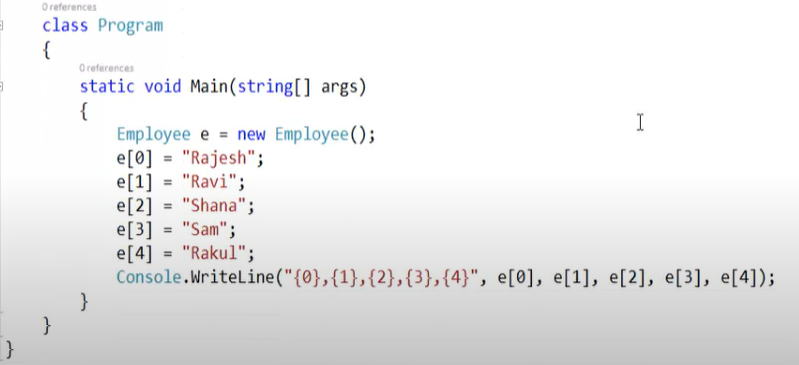 0 references
class Program
{
0 references
static void Main(string[] args)
{
Employee e = new Employee();
e[0] = "Rajesh";
e[1] = "Ravi";
e[2] = "Shana";
e[3] = "Sam";
e[4] = "Rakul";
Console.WriteLine("{0},{1},{2},{3},{4}", e[0], e[1], e[2], e[3], e[4]);
}
}
}